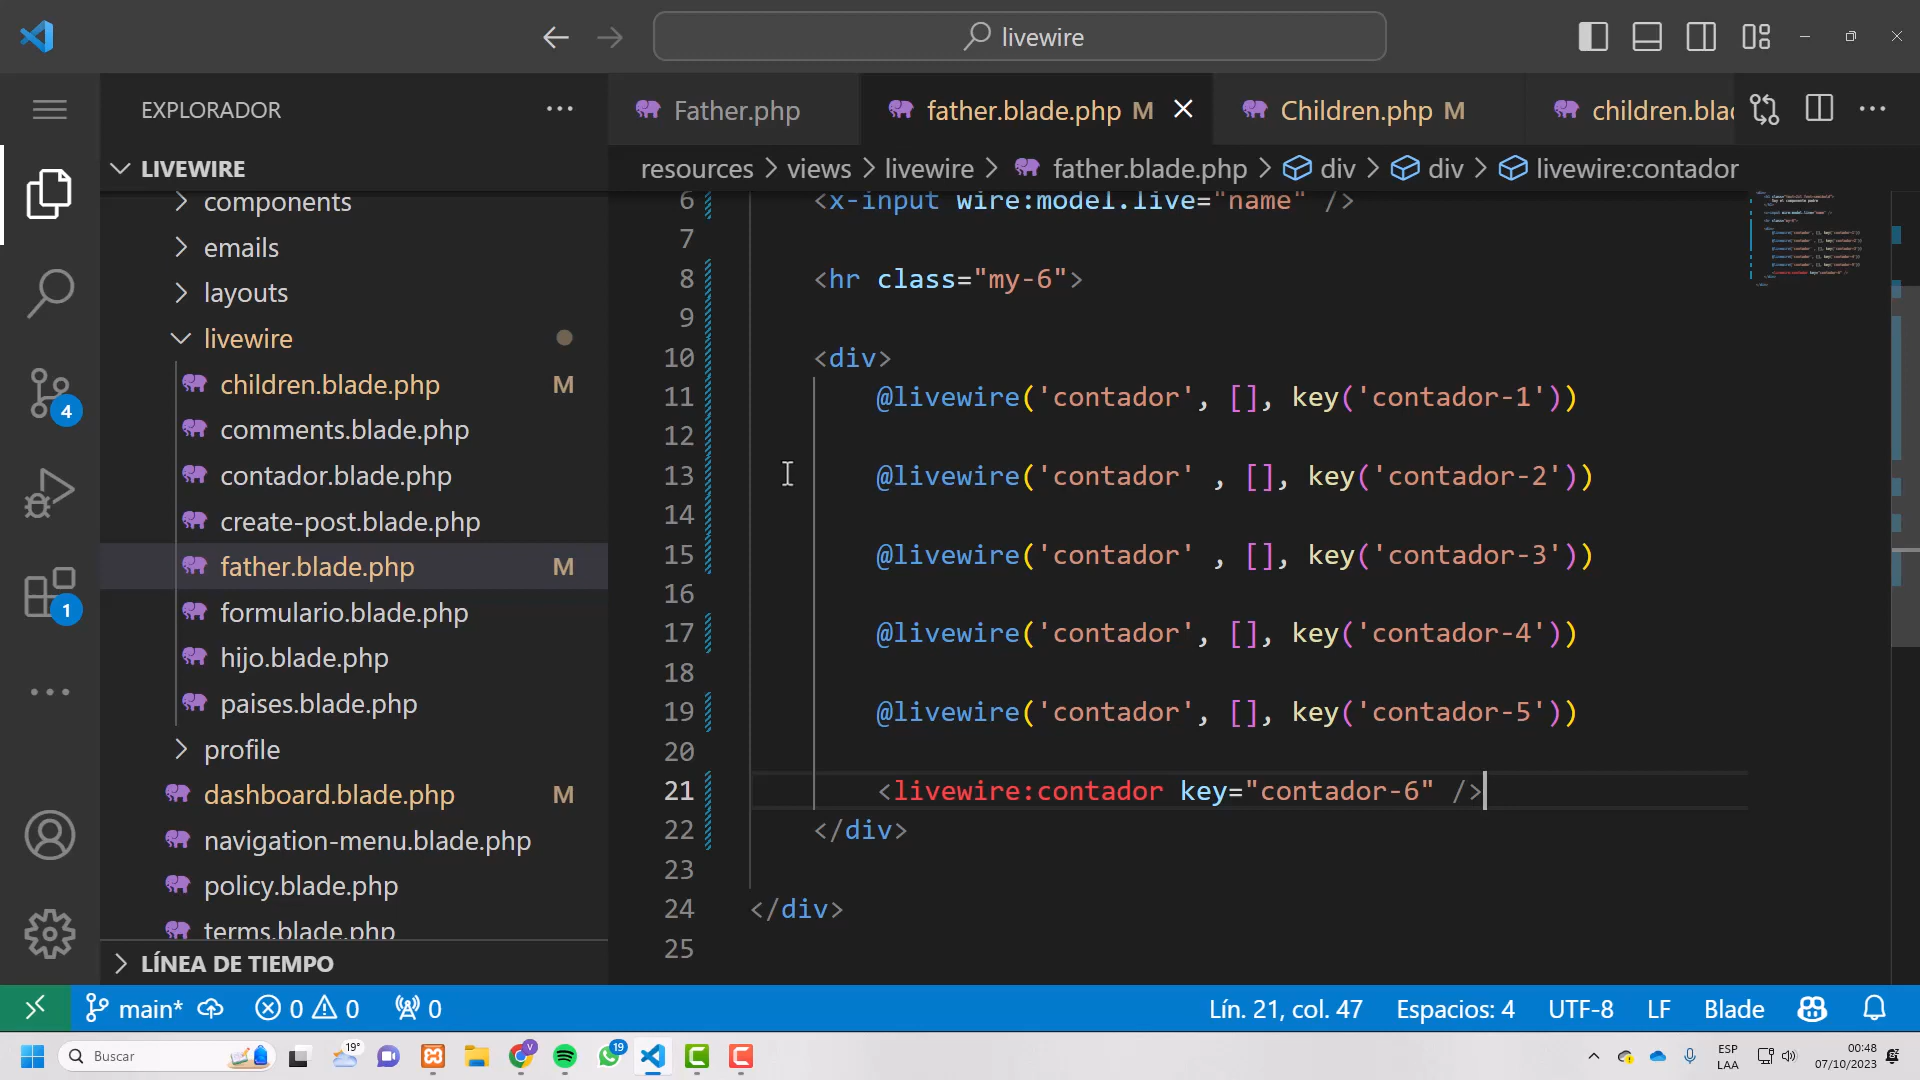 livewire
EXPLORADOR
LIVEWIRE
components
emails
layouts
livewire
children.blade.php M
comments.blade.php
contador.blade.php
create-post.blade.php
father.blade.php M
formulario.blade.php
hijo.blade.php
paises.blade.php
profile
dashboard.blade.php M
navigation-menu.blade.php
policy.blade.php
terms.blade.php
LÍNEA DE TIEMPO
4
1
Father.php
father.blade.php M
Children.php M
children.blad
resources > views > livewire > father.blade.php > div > div > livewire:contador
6 <x-input wire:model.live="name" />
7
8 <hr class="my-6">
9
10 <div>
11 @livewire('contador', [], key('contador-1'))
12
13 @livewire('contador' , [], key('contador-2'))
14
15 @livewire('contador' , [], key('contador-3'))
16
17 @livewire('contador', [], key('contador-4'))
18
19 @livewire('contador', [], key('contador-5'))
20
21 <livewire:contador key="contador-6" />
22 </div>
23
24 </div>
25
main* 0 0 0 Lín. 21, col. 47 Espacios: 4 UTF-8 LF Blade
Buscar 19° V 19 ESP LAA 00:48 07/10/2023